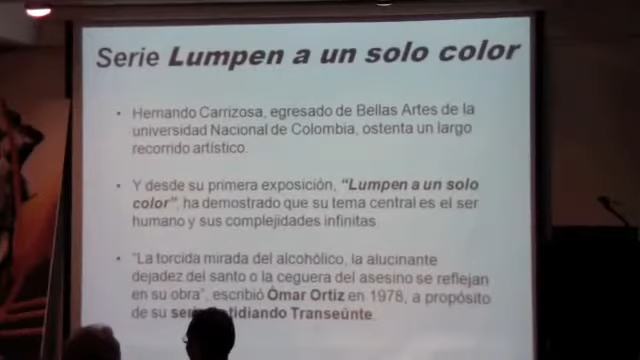 Serie Lumpen a un solo color
• Hernando Carrizosa, egresado de Bellas Artes de la
universidad Nacional de Colombia, ostenta un largo
recorrido artístico.
• Y desde su primera exposición, "Lumpen a un solo
color", ha demostrado que su tema central es el ser
humano y sus complejidades infinitas
• "La torcida mirada del alcohólico, la alucinante
dejadez del santo o la ceguera del asesino se reflejan
en su obra", escribió Omar Ortiz en 1978, a propósito
de su Transeúnte.